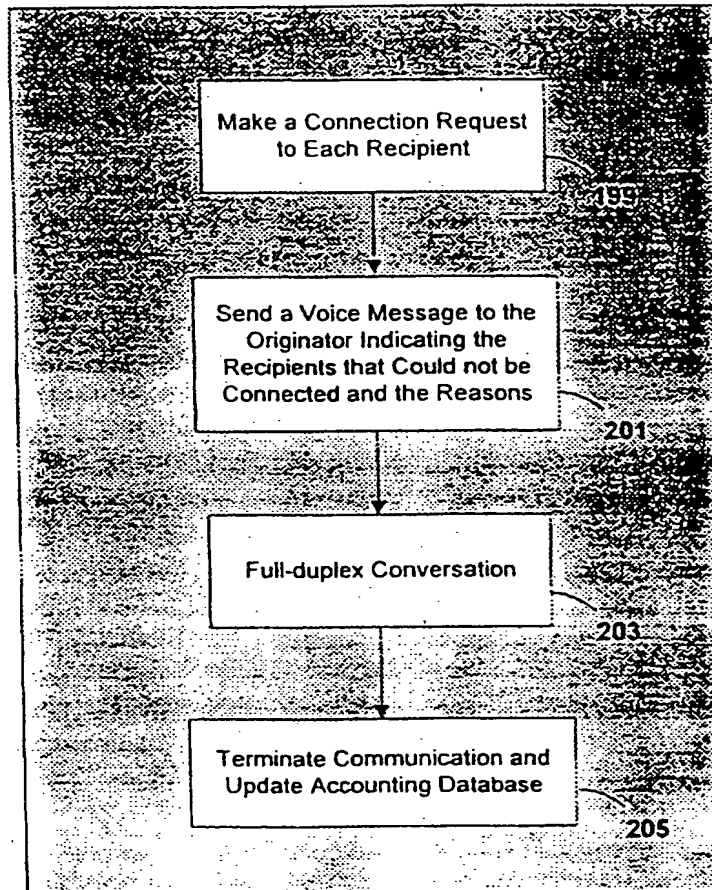 Make a Connection Request
to Each Recipient
199
Send a Voice Message to the
Originator Indicating the
Recipients that Could not be
Connected and the Reasons
201
Full-duplex Conversation
203
Terminate Communication and
Update Accounting Database
205